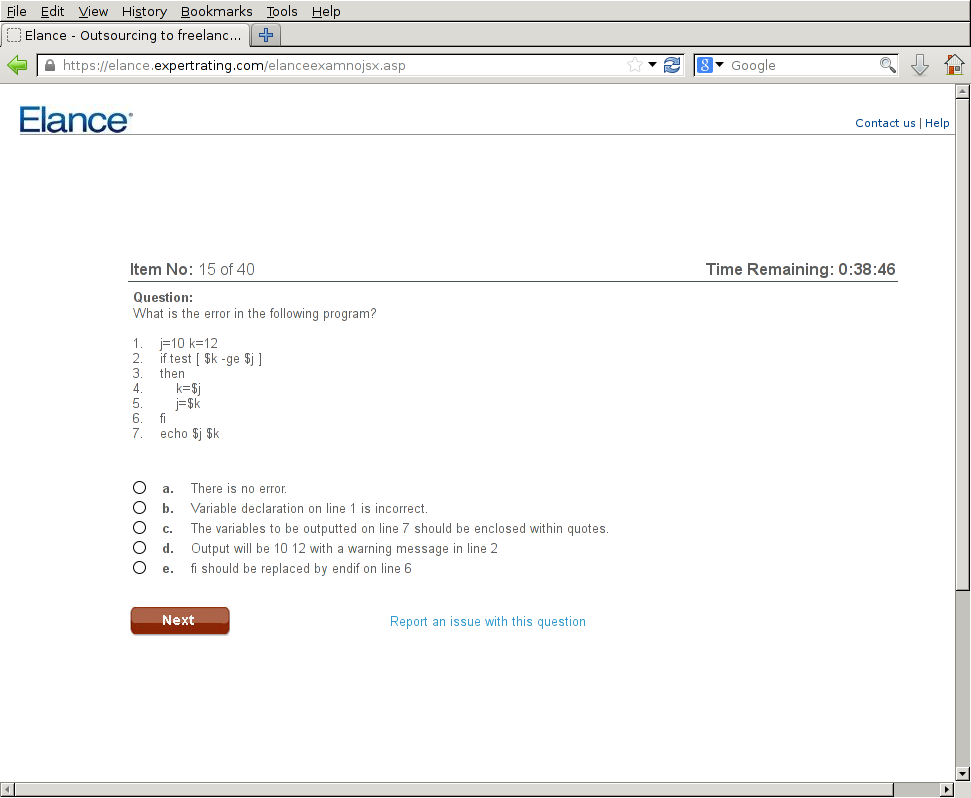 File Edit View History Bookmarks Tools Help
Elance - Outsourcing to freelanc...
https://elance.expertrating.com/elanceexamnojsx.asp
8 Google
Elance
Contact us | Help
Item No: 15 of 40
Time Remaining: 0:38:46
Question:
What is the error in the following program?
1. j=10 k=12
2. if test [ $k -ge $j ]
3. then
4. k=$j
5. j=$k
6. fi
7. echo $j $k
a. There is no error.
b. Variable declaration on line 1 is incorrect.
c. The variables to be outputted on line 7 should be enclosed within quotes.
d. Output will be 10 12 with a warning message in line 2
e. fi should be replaced by endif on line 6
Next
Report an issue with this question